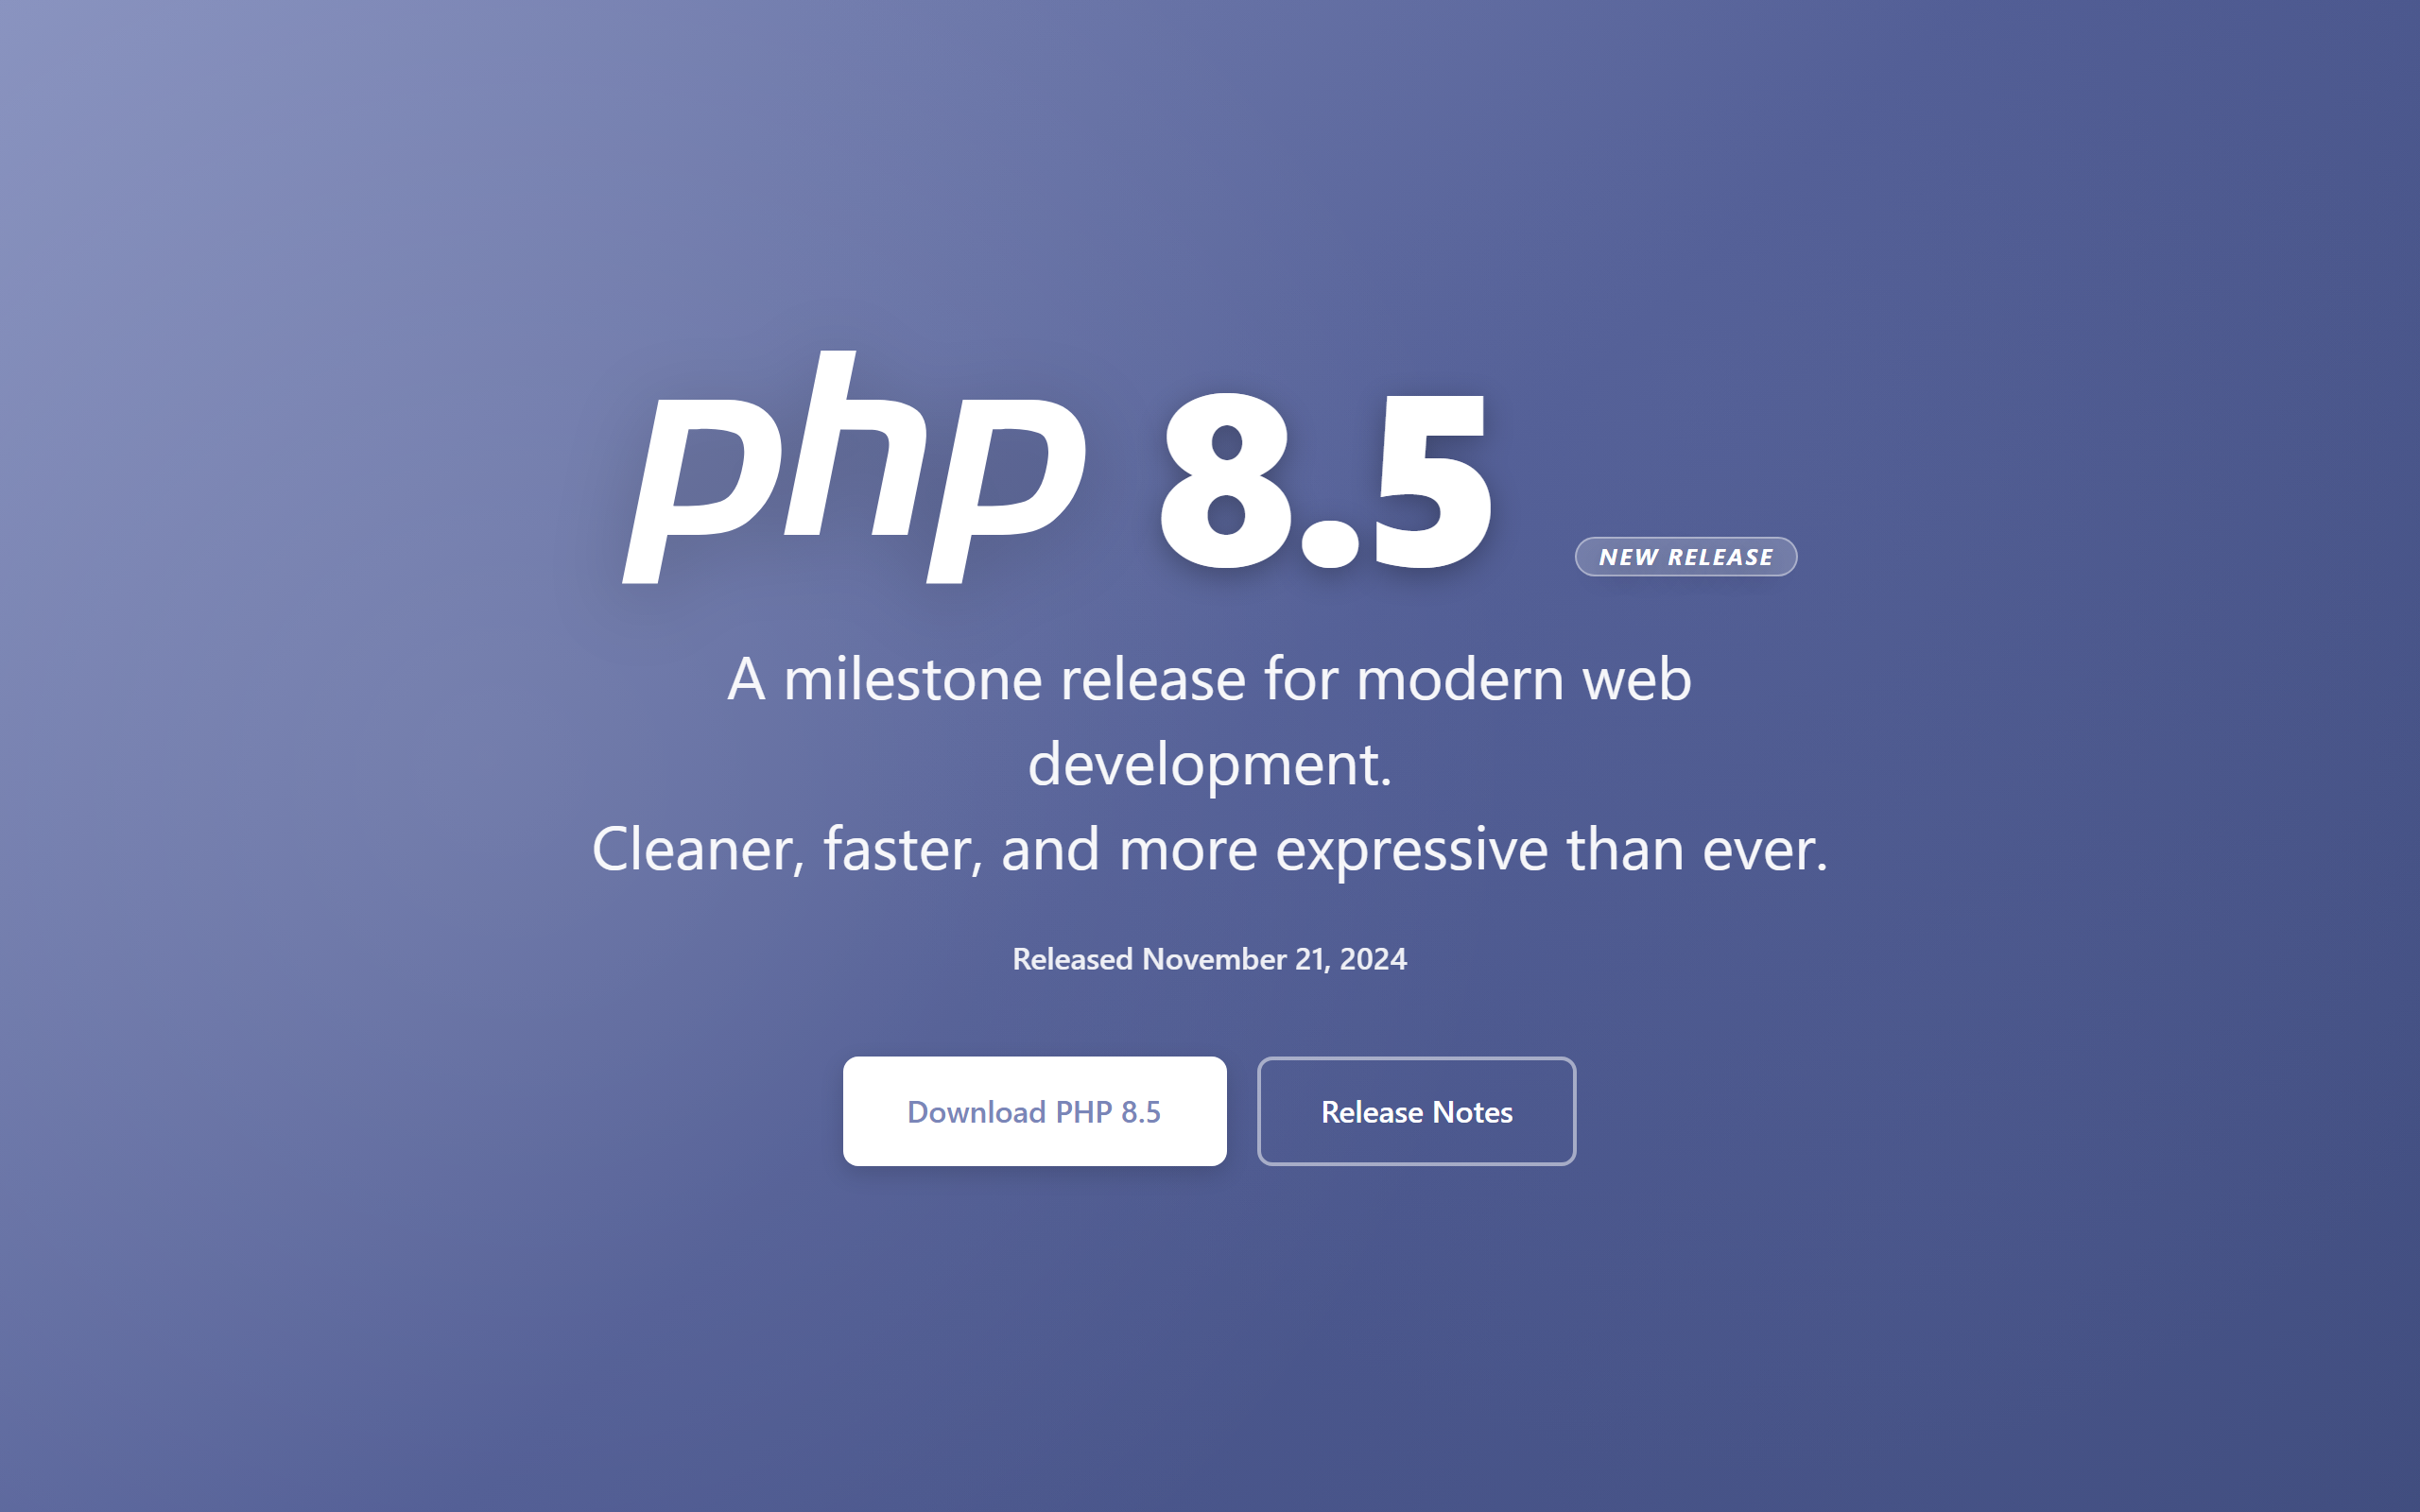 php 8.5 NEW RELEASE
A milestone release for modern web
development.
Cleaner, faster, and more expressive than ever.
Released November 21, 2024
Download PHP 8.5
Release Notes